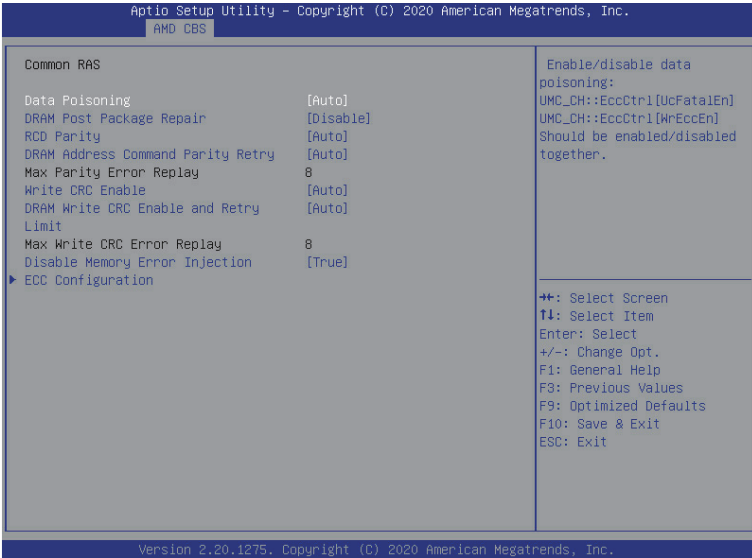 Aptio Setup Utility – Copyright (C) 2020 American Megatrends, Inc.
AMD CBS
Common RAS
Data Poisoning [Auto]
DRAM Post Package Repair [Disable]
RCD Parity [Auto]
DRAM Address Command Parity Retry [Auto]
Max Parity Error Replay 8
Write CRC Enable [Auto]
DRAM Write CRC Enable and Retry [Auto]
Limit
Max Write CRC Error Replay 8
Disable Memory Error Injection [True]
ECC Configuration
Enable/disable data
poisoning:
UMC_CH::EccCtrl[UcFatalEn]
UMC_CH::EccCtrl[WrEccEn]
Should be enabled/disabled
together.
→←: Select Screen
↑↓: Select Item
Enter: Select
+/-: Change Opt.
F1: General Help
F3: Previous Values
F9: Optimized Defaults
F10: Save & Exit
ESC: Exit
Version 2.20.1275. Copyright (C) 2020 American Megatrends, Inc.